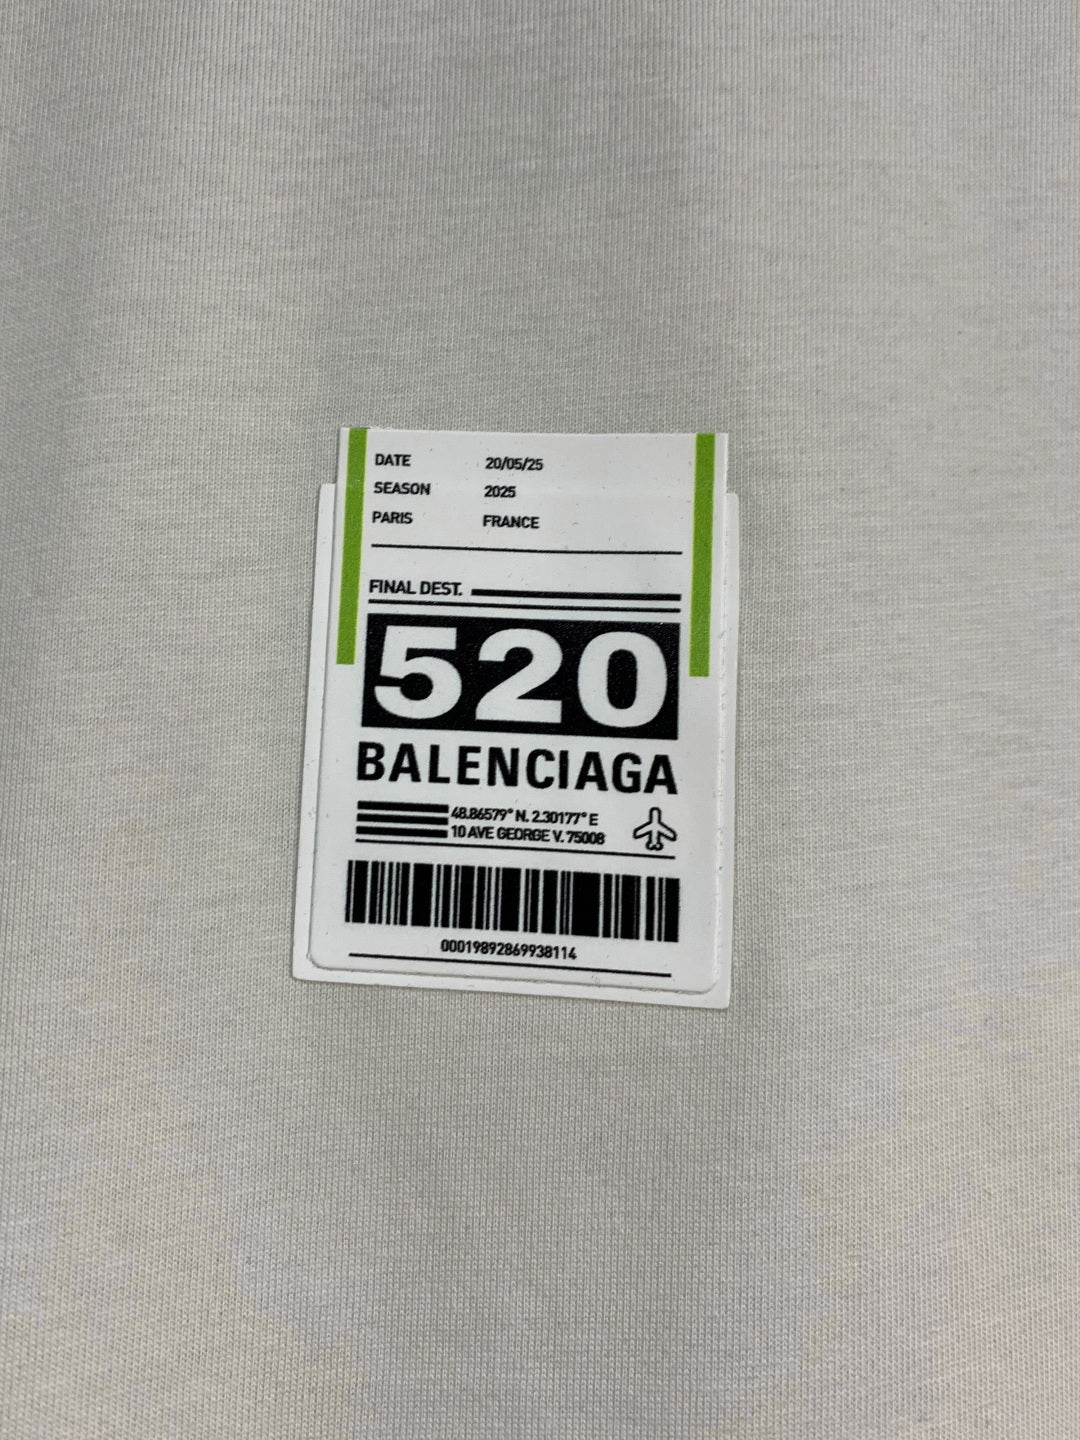 DATE 20/05/25
SEASON 2025
PARIS FRANCE
FINAL DEST.
520
BALENCIAGA
48.86579° N. 2.30177° E
10 AVE GEORGE V. 75008
00019892869938114